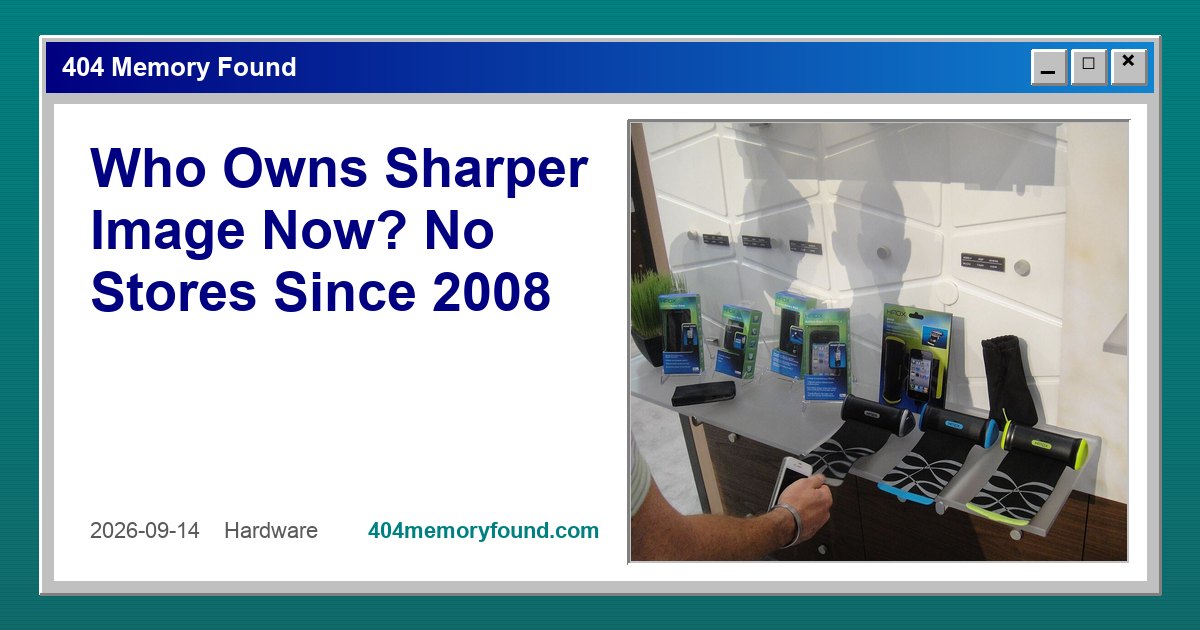 404 Memory Found
Who Owns Sharper
Image Now? No
Stores Since 2008
2026-09-14 Hardware 404memoryfound.com